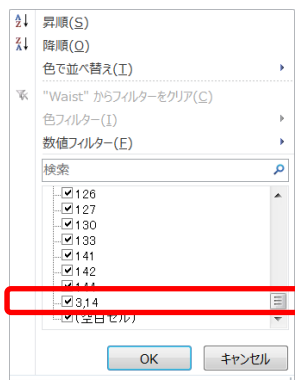 昇順(S)
降順(O)
色で並べ替え(T)
"Waist" からフィルターをクリア(C)
色フィルター(I)
数値フィルター(F)
検索
126
127
130
133
141
142
144
3,14
(空白セル)
OK キャンセル